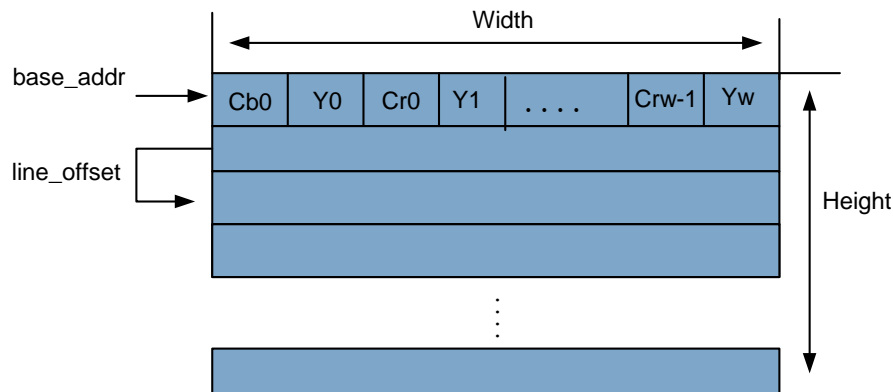 Width
base_addr
Cb0 Y0 Cr0 Y1 . . . . Crw-1 Yw
line_offset
Height